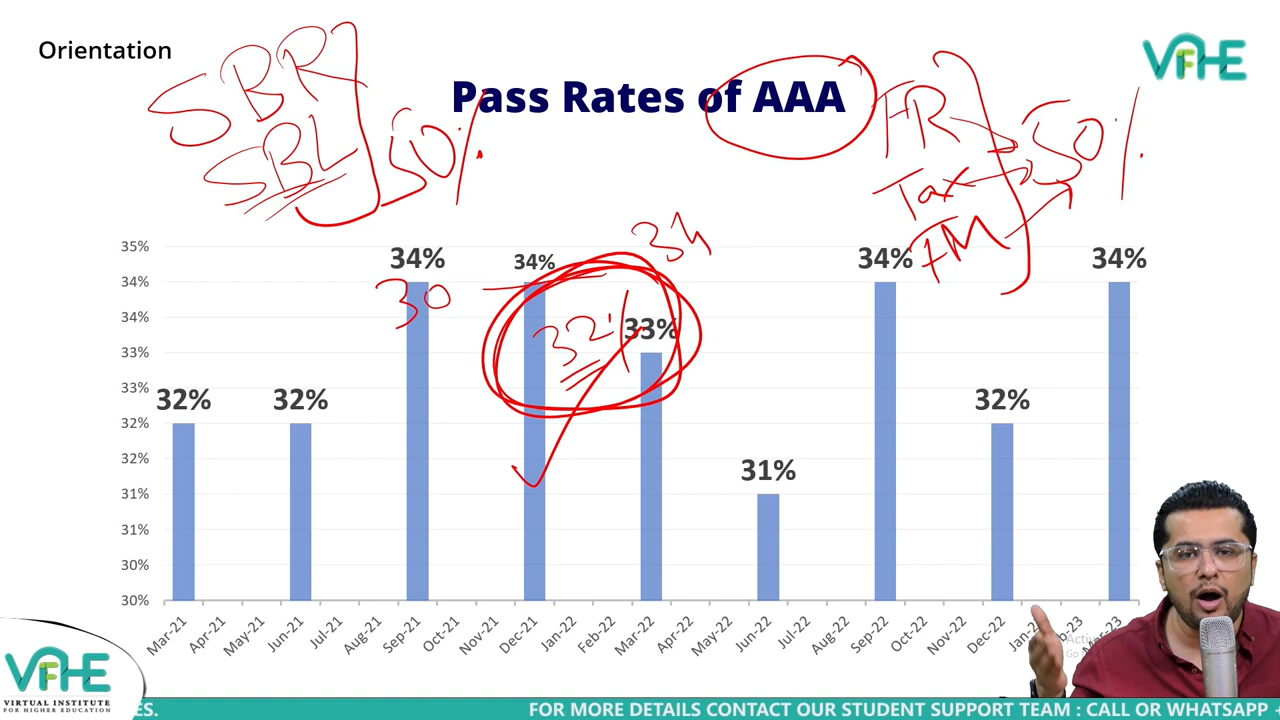 Orientation
VFHE
Pass Rates of AAA
SBR
SBL
50%.
FR
Tax
FM
50%.
35%
34%
34%
33%
33%
32%
32%
31%
31%
30%
30%
32%
32%
34%
34%
33%
31%
34%
32%
34%
30
32%
34
Mar-21
Apr-21
May-21
Jun-21
Jul-21
Aug-21
Sep-21
Oct-21
Nov-21
Dec-21
Jan-22
Feb-22
Mar-22
Apr-22
May-22
Jun-22
Jul-22
Aug-22
Sep-22
Oct-22
Nov-22
Dec-22
VFHE
VIRTUAL INSTITUTE
FOR HIGHER EDUCATION
FOR MORE DETAILS CONTACT OUR STUDENT SUPPORT TEAM : CALL OR WHATSAPP